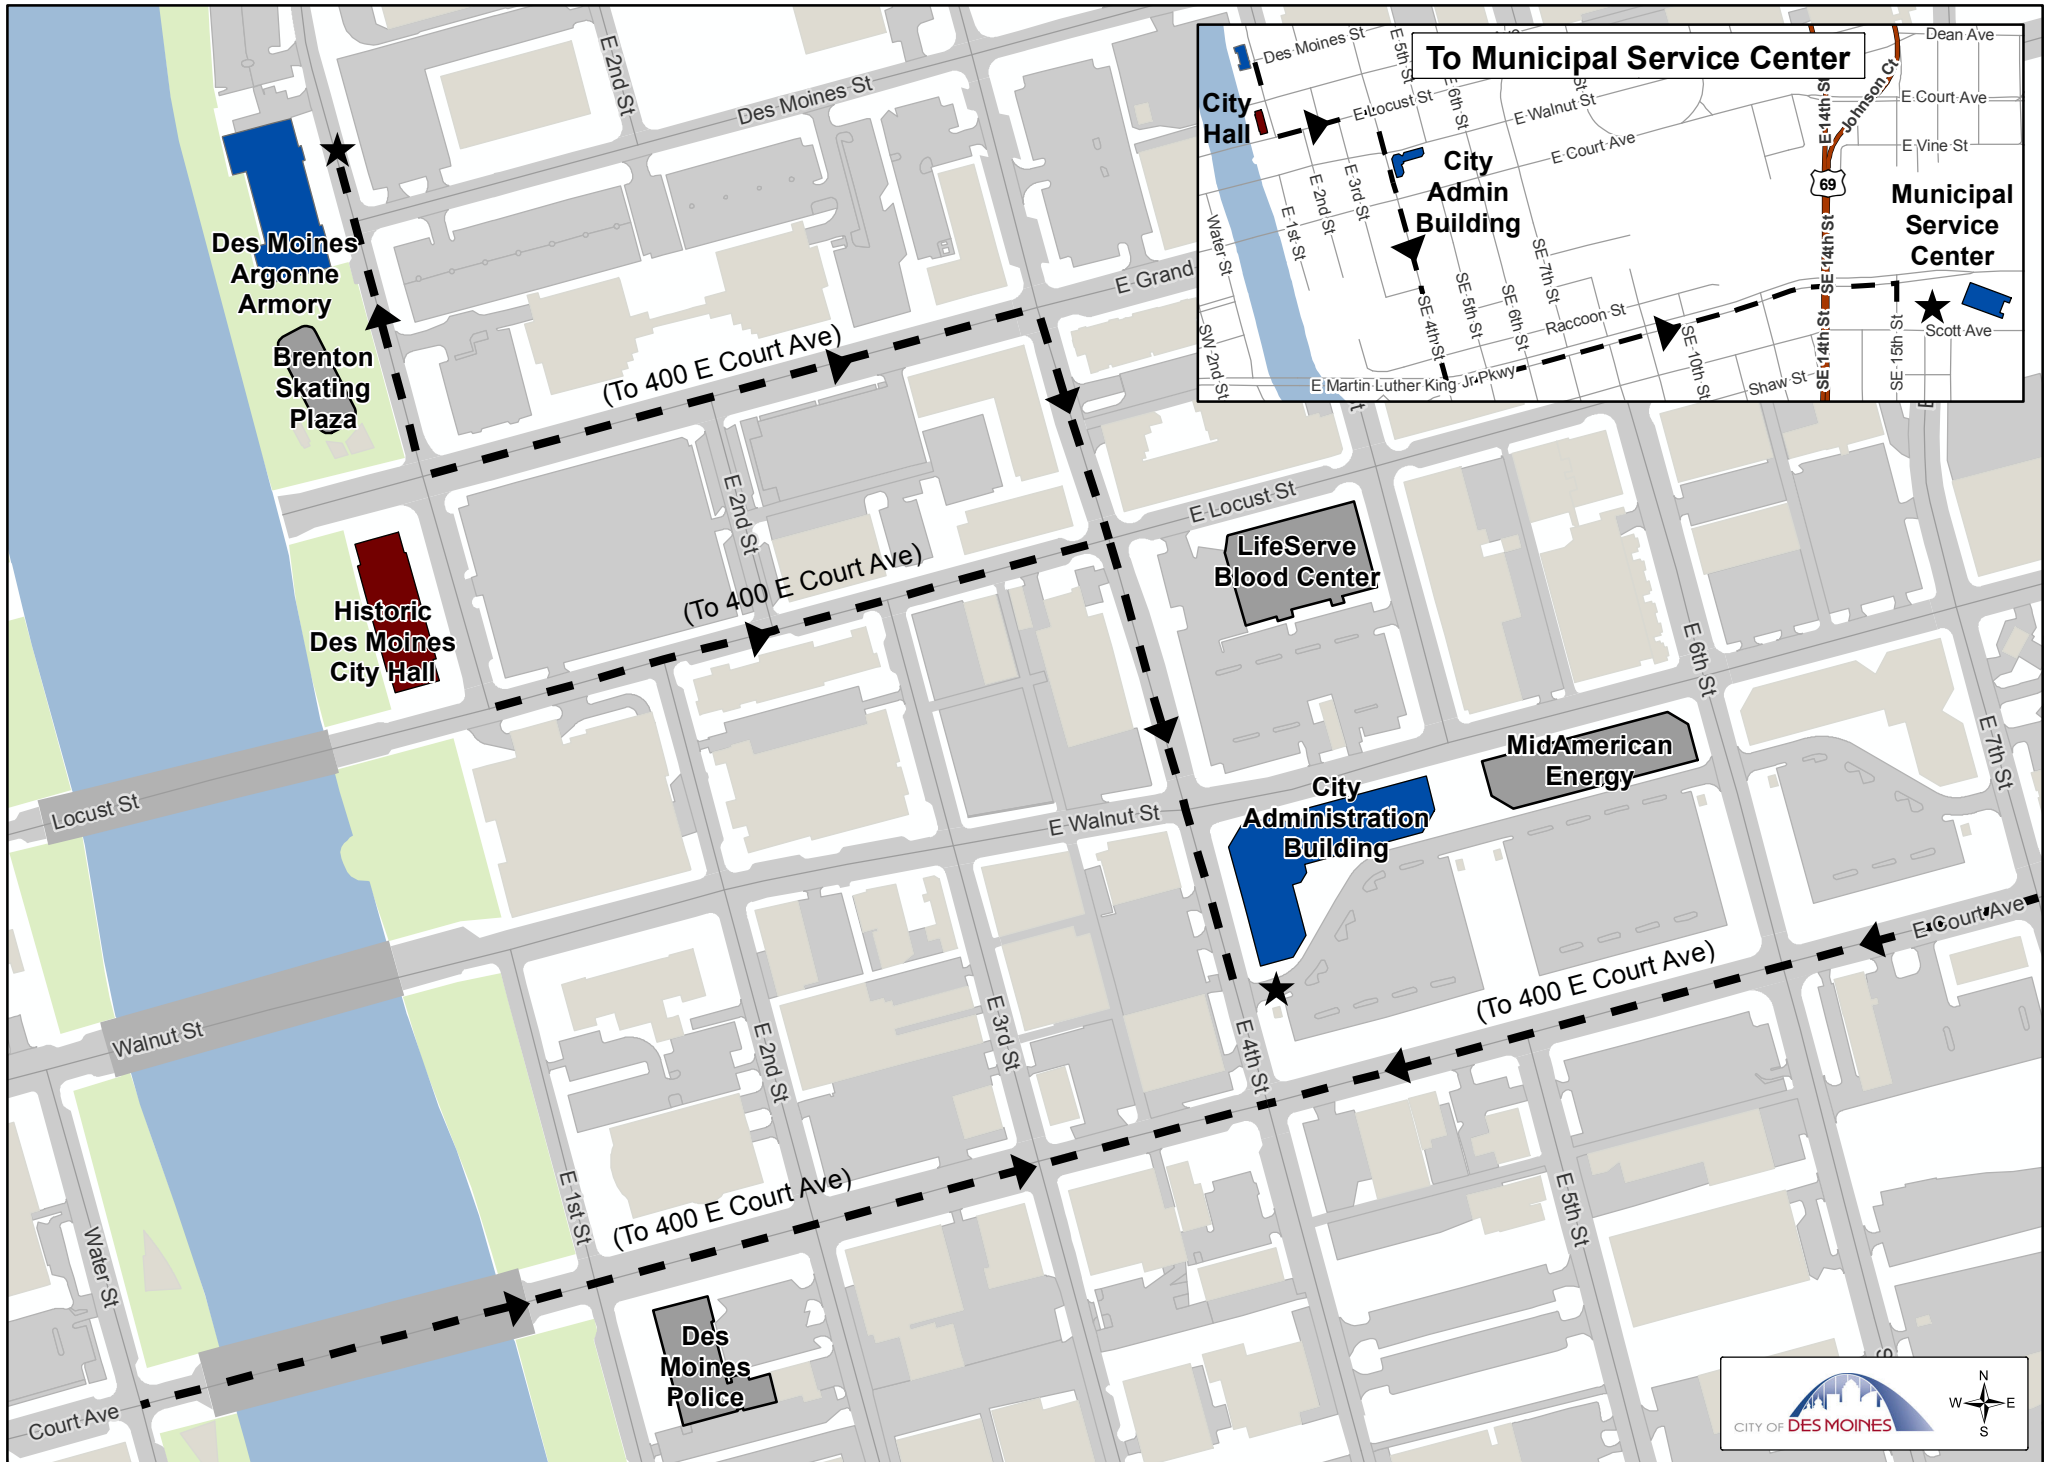 E 2nd St
Des Moines St
Des Moines
Argonne
Armory
Brenton
Skating
Plaza
E Grand
(To 400 E Court Ave)
E 2nd St
(To 400 E Court Ave)
E Locust St
LifeServe
Blood Center
Historic
Des Moines
City Hall
E 6th St
E 7th St
MidAmerican
Energy
City
Administration
Building
E Walnut St
Locust St
Walnut St
E Court Ave
(To 400 E Court Ave)
E 2nd St
E 3rd St
E 4th St
E 5th St
E 1st St
(To 400 E Court Ave)
Water St
Court Ave
Des
Moines
Police
To Municipal Service Center
Des Moines St
E 5th St
E 6th St
City
Hall
E Locust St
E Walnut St
E Court Ave
City
Admin
Building
E 1st St
E 2nd St
E 3rd St
Water St
SW 2nd St
SE 4th St
SE 5th St
SE 6th St
SE 7th St
Raccoon St
E Martin Luther King Jr Pkwy
SE 10th St
Shaw St
E 14th St
Johnson Ct
69
SE 14th St
SE 14th St
Dean Ave
E Court Ave
E Vine St
Municipal
Service
Center
Scott Ave
SE 15th St
CITY OF DES MOINES
N
W E
S